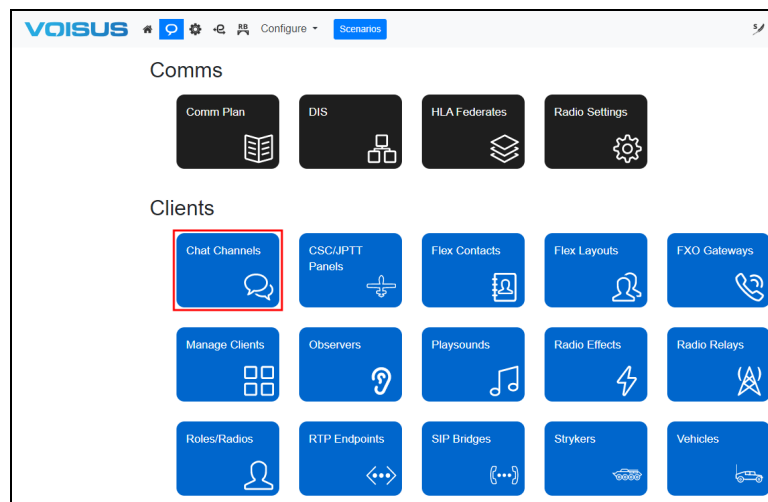 VOISUS RB Configure Scenarios 5
Comms
Comm Plan DIS HLA Federates Radio Settings
Clients
Chat Channels CSC/JPTT Flex Contacts Flex Layouts FXO Gateways
Panels
Manage Clients Observers Playsounds Radio Effects Radio Relays
Roles/Radios RTP Endpoints SIP Bridges Strykers Vehicles